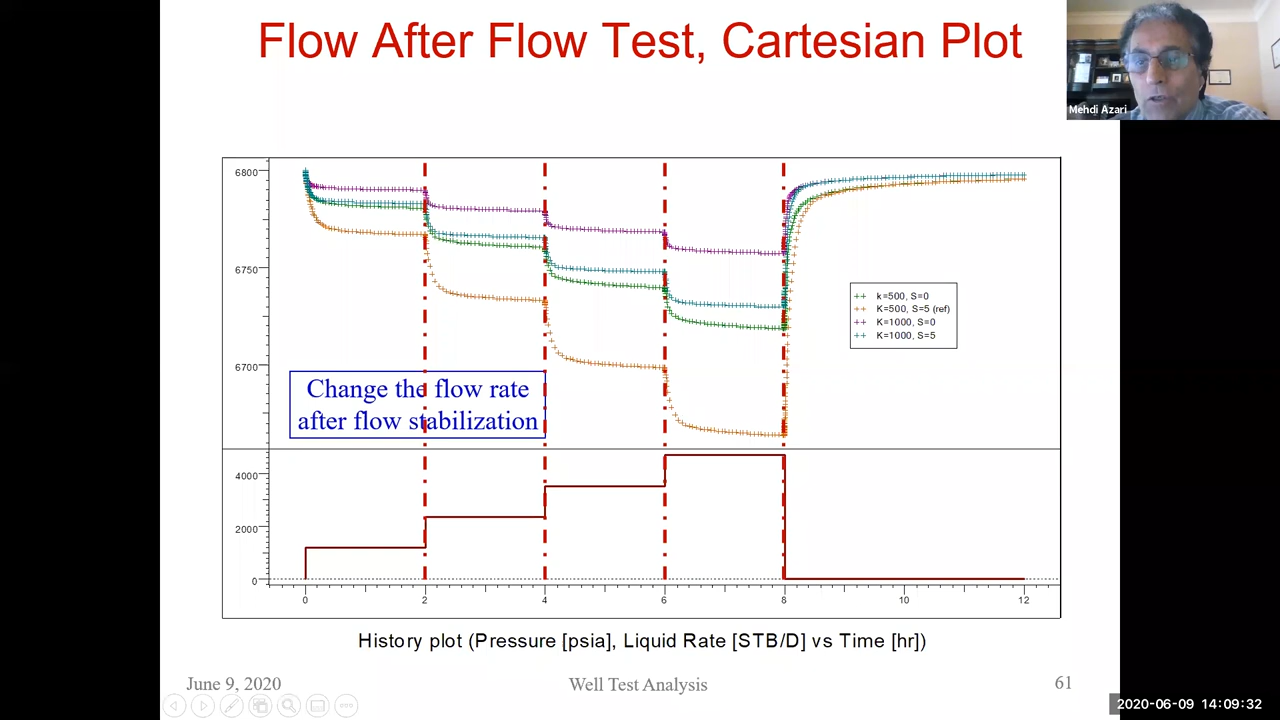 Flow After Flow Test, Cartesian Plot
Mehdi Azari
6800
6750
6700
k=500, S=0
K=500, S=5 (ref)
K=1000, S=0
K=1000, S=5
Change the flow rate
after flow stabilization
4000
2000
0
0 2 4 6 8 10 12
History plot (Pressure [psia], Liquid Rate [STB/D] vs Time [hr])
June 9, 2020
Well Test Analysis
61
2020-06-09 14:09:32